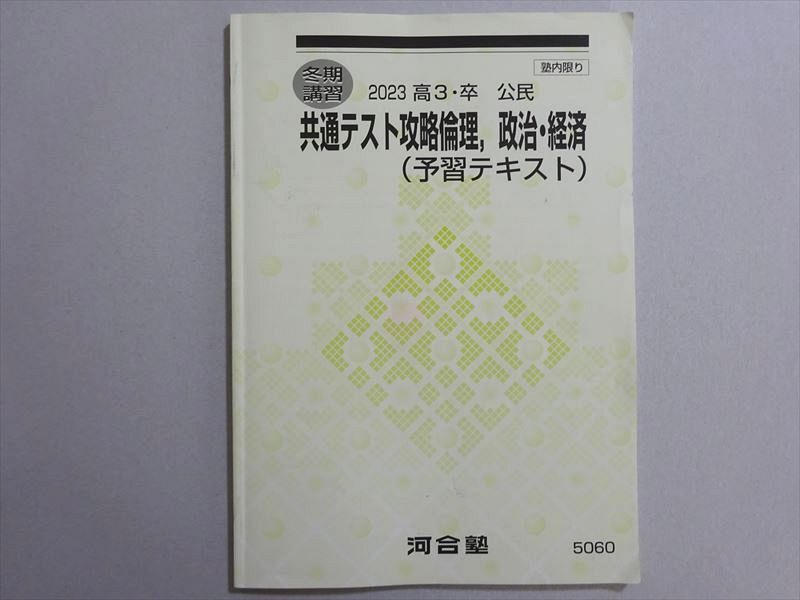 塾内限り
冬期
講習
2023 高3・卒 公民
共通テスト攻略倫理, 政治・経済
(予習テキスト)
河合塾
5060